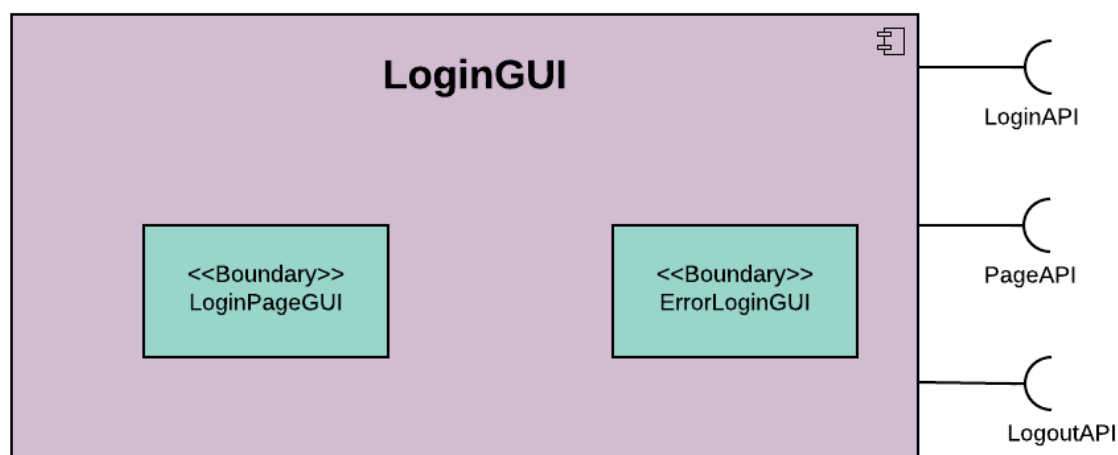 LoginGUI
LoginAPI
<<Boundary>>
LoginPageGUI
<<Boundary>>
ErrorLoginGUI
PageAPI
LogoutAPI